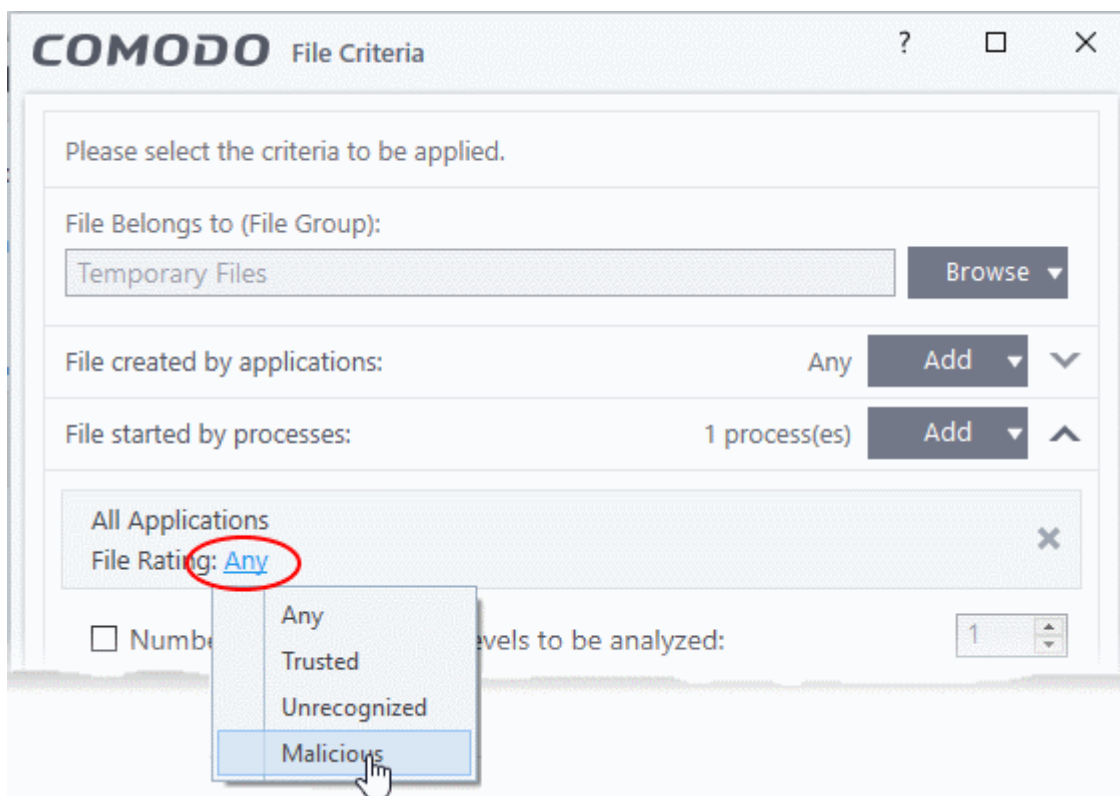 COMODO File Criteria ?
Please select the criteria to be applied.
File Belongs to (File Group):
Temporary Files Browse
File created by applications: Any Add
File started by processes: 1 process(es) Add
All Applications
File Rating: Any
Any
to be analyzed: 1
Trusted
Unrecognized
Malicious